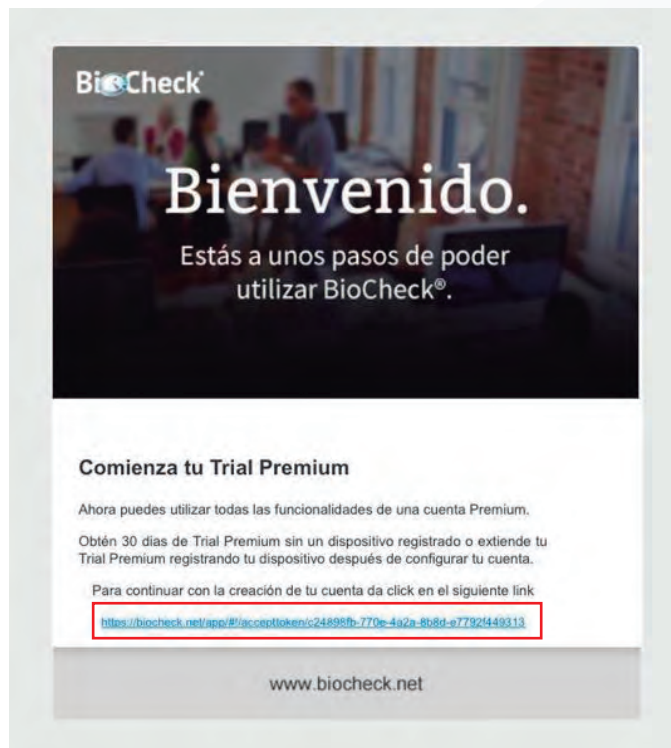 BioCheck
Bienvenido.
Estás a unos pasos de poder
utilizar BioCheck®.
Comienza tu Trial Premium
Ahora puedes utilizar todas las funcionalidades de una cuenta Premium.
Obtén 30 dias de Trial Premium sin un dispositivo registrado o extiende tu
Trial Premium registrando tu dispositivo después de configurar tu cuenta.
Para continuar con la creación de tu cuenta da click en el siguiente link
https://biocheck.net/app/#!/accepttoken/c24898fb-770e-4a2a-8b8d-e7792f449313
www.biocheck.net